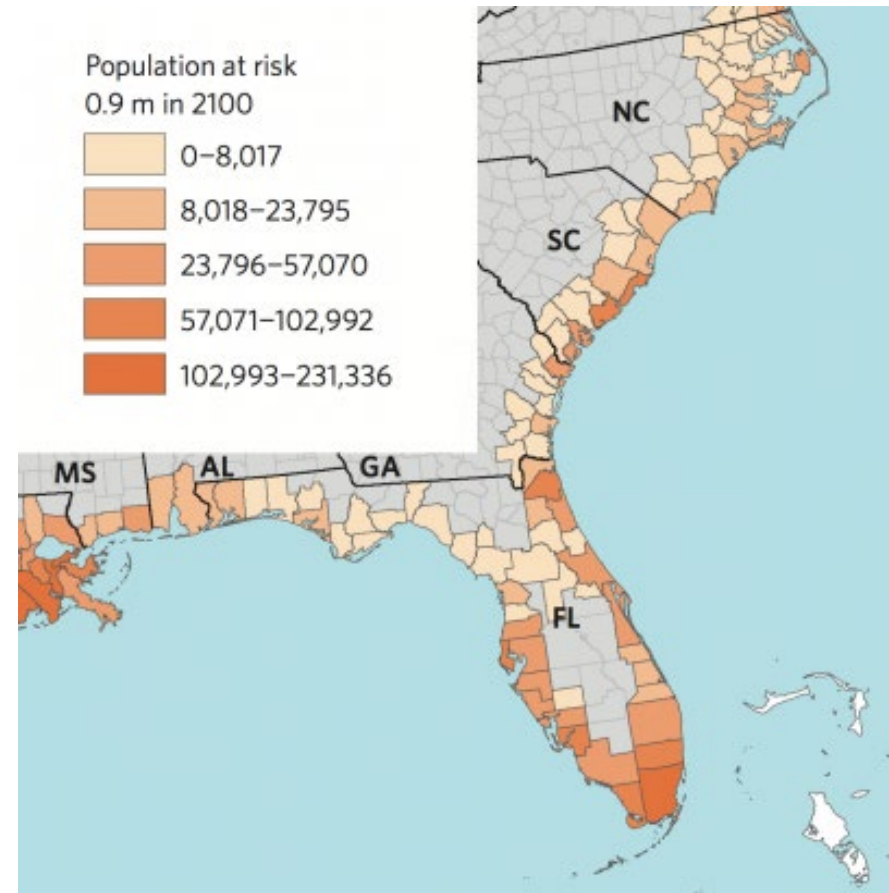 Population at risk
0.9 m in 2100
0–8,017
8,018–23,795
23,796–57,070
57,071–102,992
102,993–231,336
NC
SC
MS
AL
GA
FL